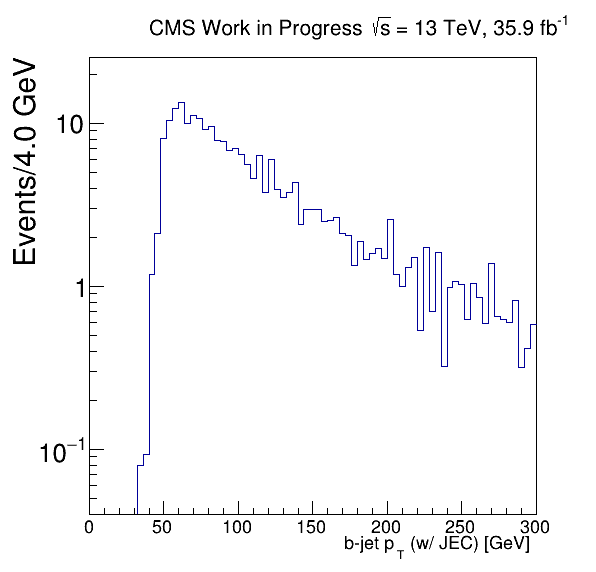 CMS Work in Progress √s = 13 TeV, 35.9 fb⁻¹
Events/4.0 GeV
10
1
10⁻¹
0 50 100 150 200 250 300
b-jet p_T (w/ JEC) [GeV]